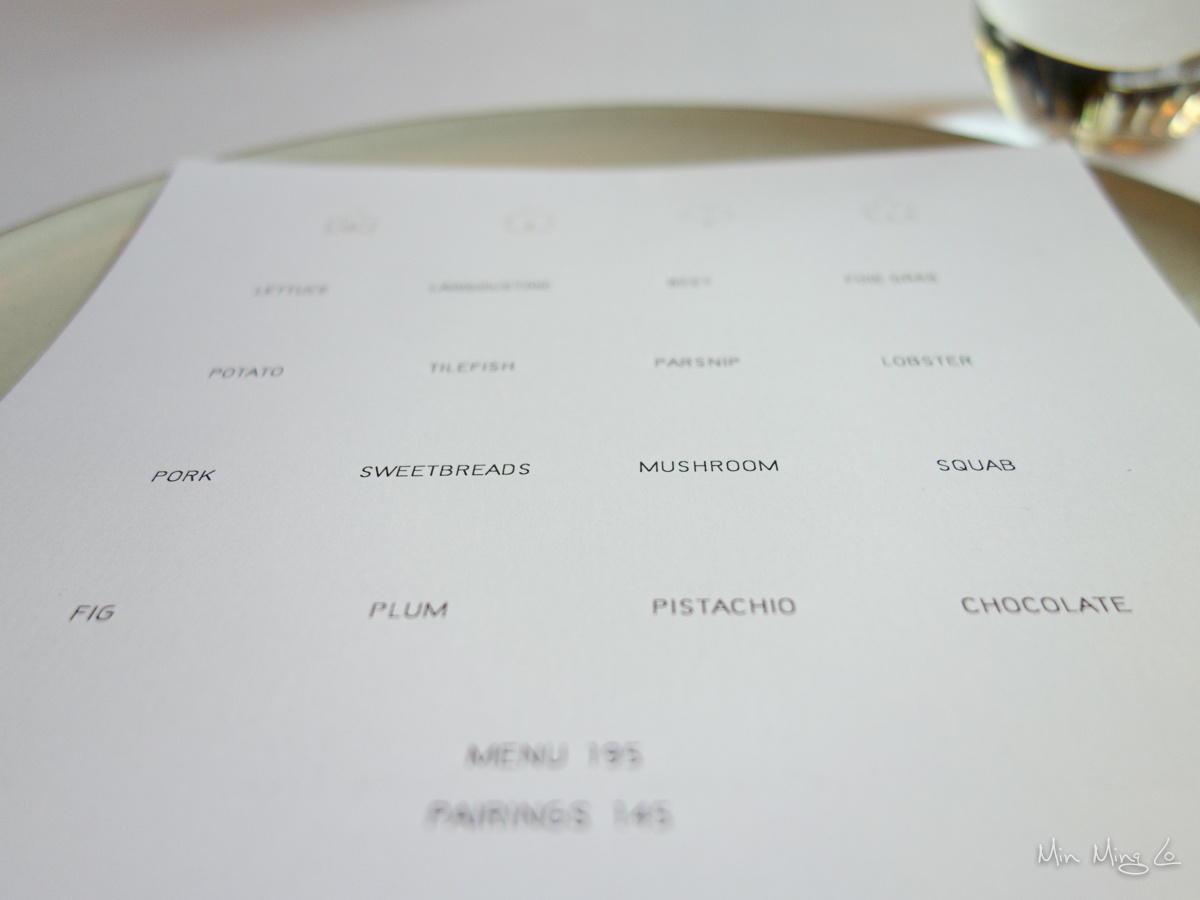 LETTUCE LANGOUSTINE BEET FOIE GRAS
POTATO TILEFISH PARSNIP LOBSTER
PORK SWEETBREADS MUSHROOM SQUAB
FIG PLUM PISTACHIO CHOCOLATE
MENU 195
PAIRINGS 145
Min Ming Lo